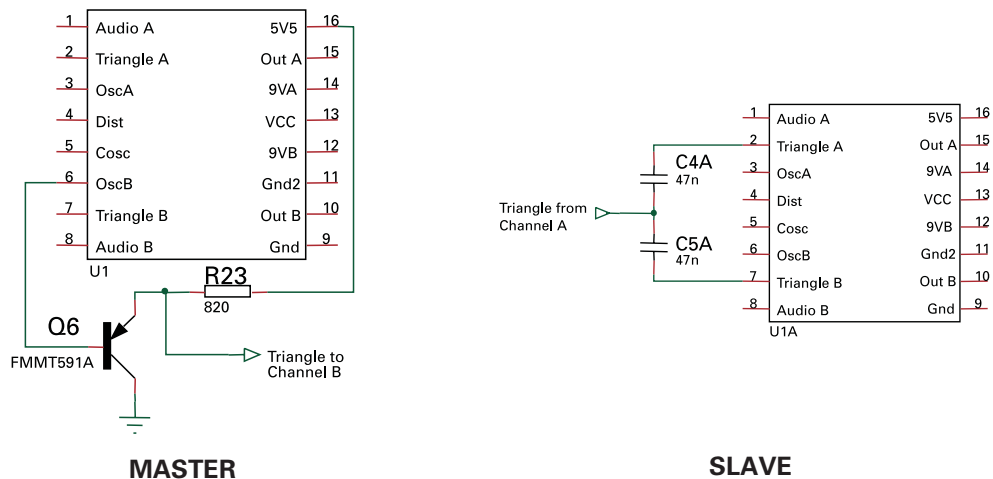 1 Audio A 5V5 16
2 Triangle A Out A 15
3 OscA 9VA 14
4 Dist VCC 13
5 Cosc 9VB 12
6 OscB Gnd2 11
7 Triangle B Out B 10
8 Audio B Gnd 9
U1
R23
820
Q6
FMMT591A
Triangle to
Channel B
MASTER
1 Audio A 5V5 16
2 Triangle A Out A 15
3 OscA 9VA 14
4 Dist VCC 13
5 Cosc 9VB 12
6 OscB Gnd2 11
7 Triangle B Out B 10
8 Audio B Gnd 9
U1A
C4A
47n
Triangle from
Channel A
C5A
47n
SLAVE